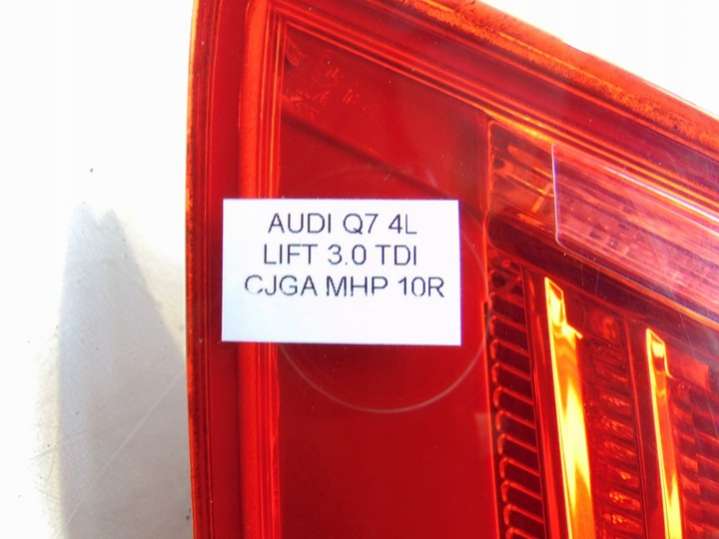 AUDI Q7 4L
LIFT 3.0 TDI
CJGA MHP 10R